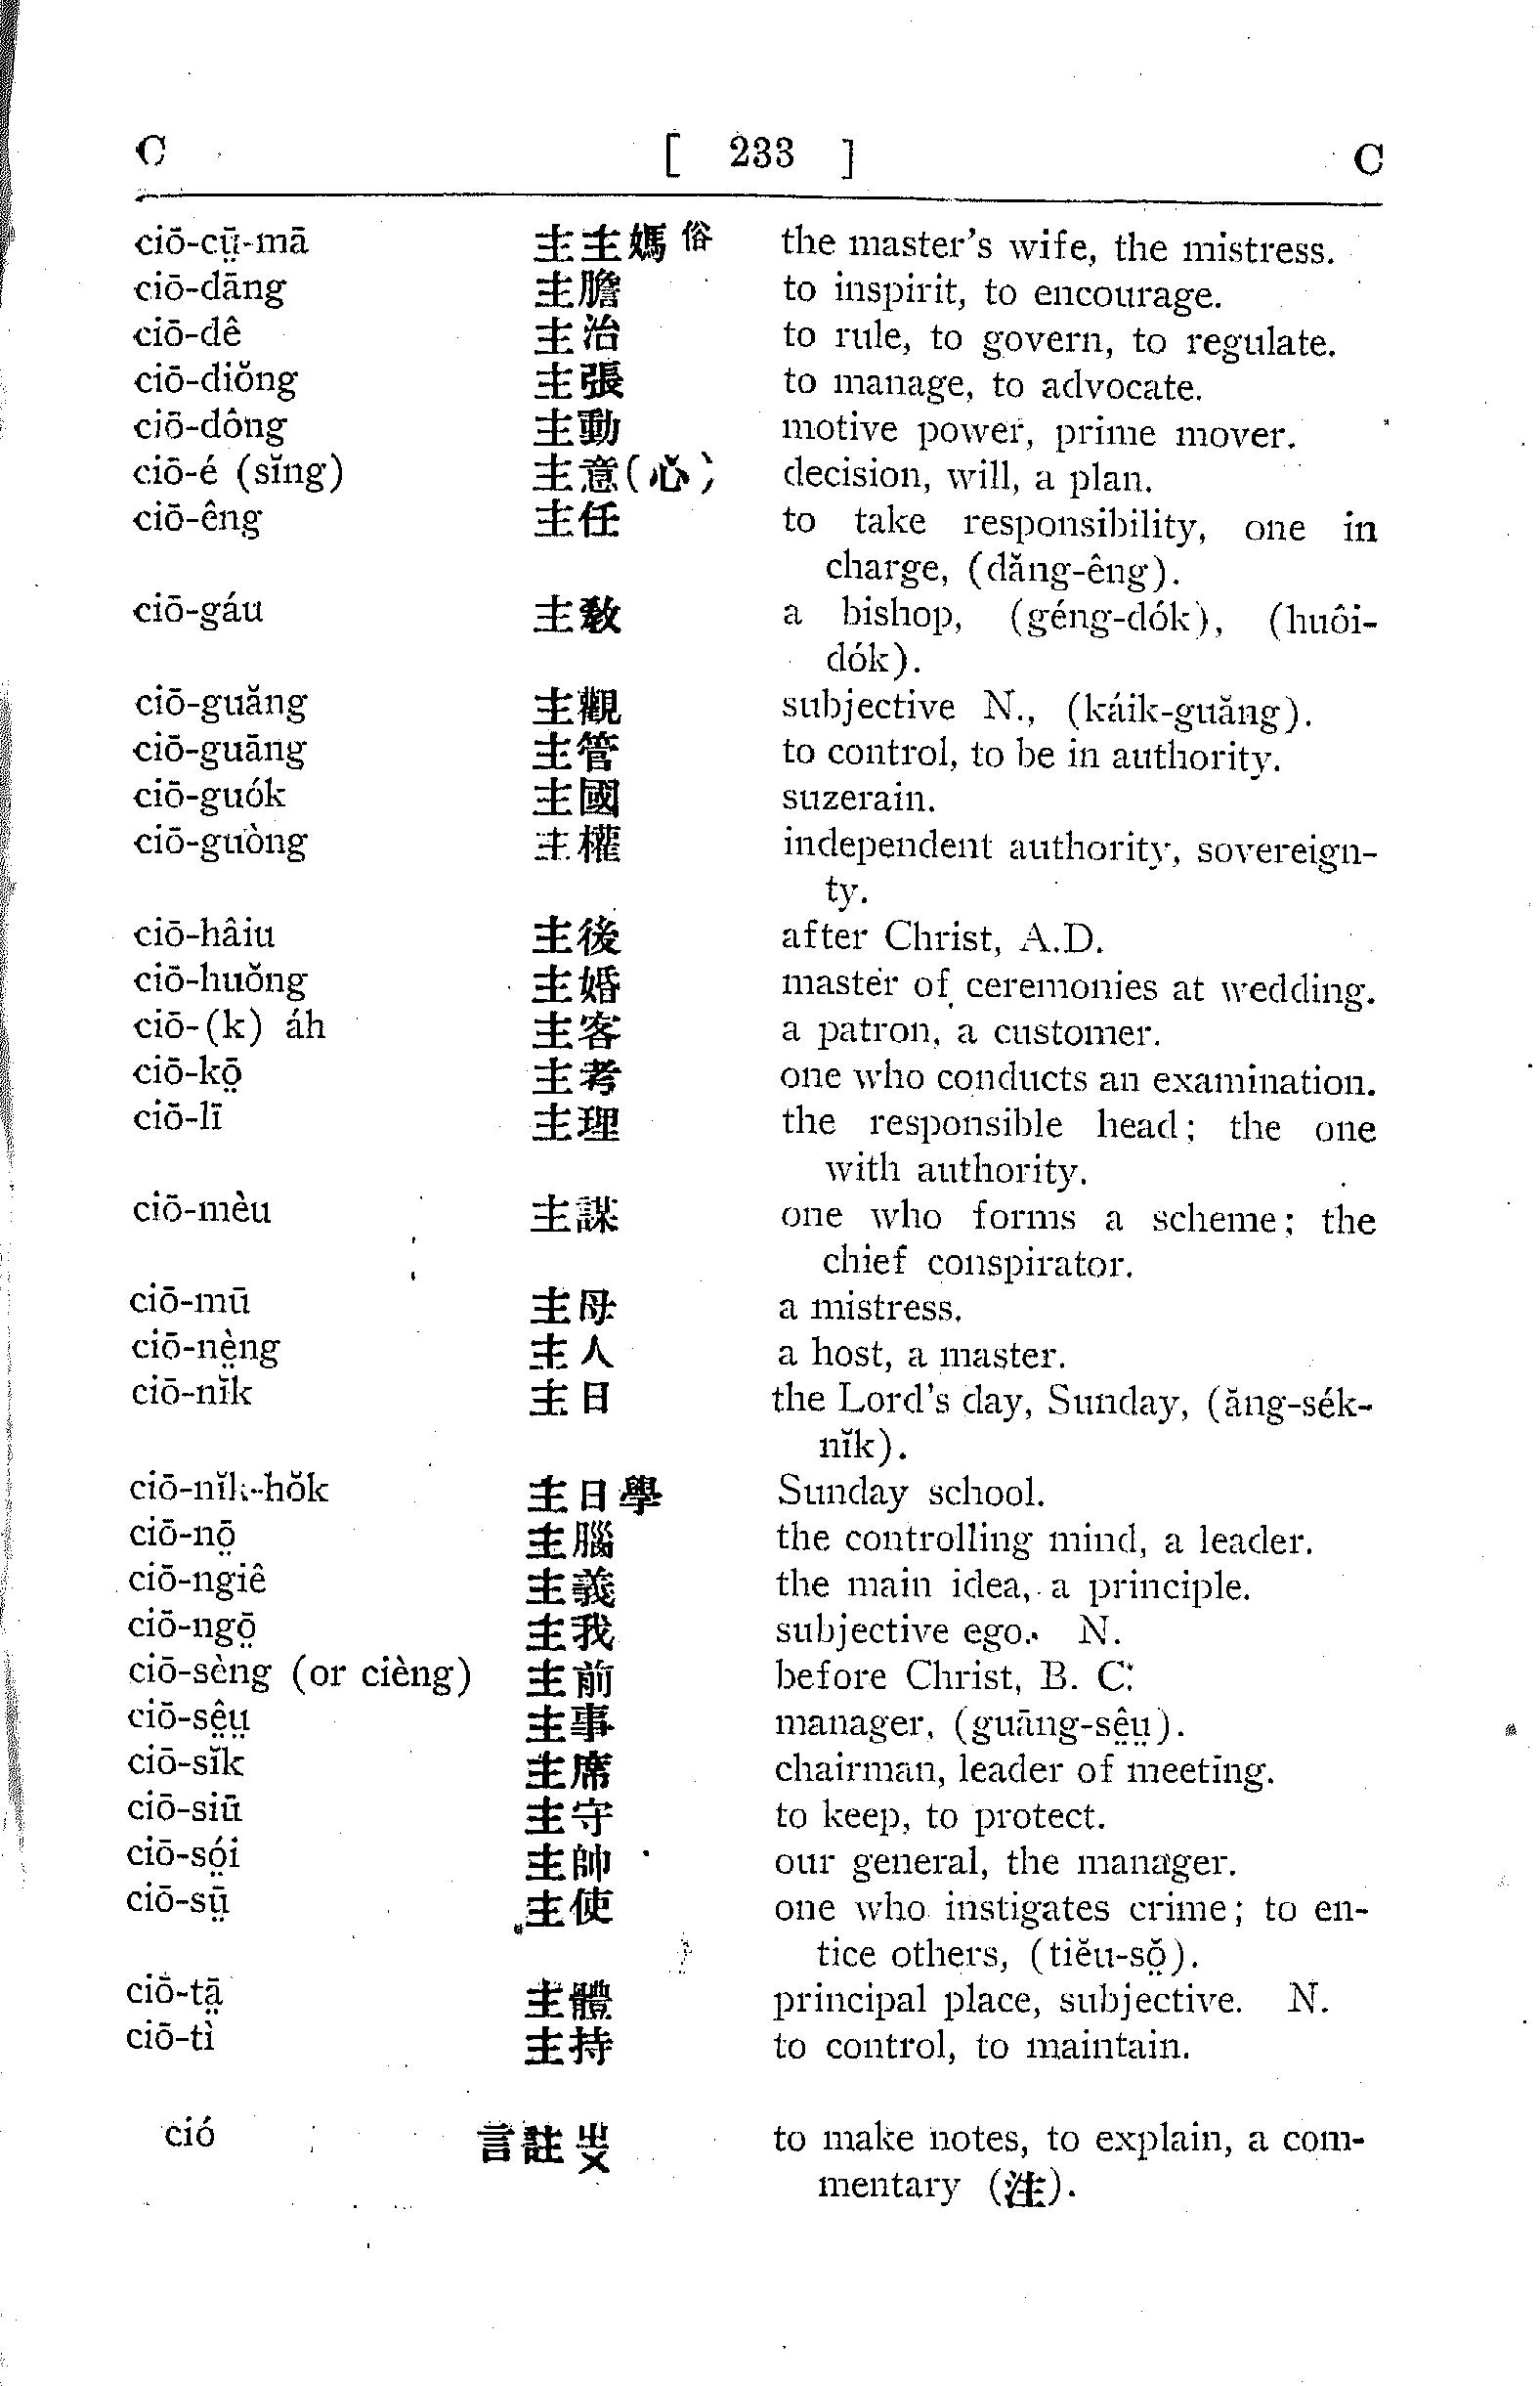 C [ 233 ] C
ciō-cṳ̄-mā 主主媽俗 the master's wife, the mistress.
ciō-dāng 主膽 to inspirit, to encourage.
ciō-dê 主治 to rule, to govern, to regulate.
ciō-diŏng 主張 to manage, to advocate.
ciō-dông 主動 motive power, prime mover.
ciō-é (sĭng) 主意(心) decision, will, a plan.
ciō-êng 主任 to take responsibility, one in
charge, (dăng-êng).
ciō-gáu 主敎 a bishop, (géng-dók), (huôi-
dók).
ciō-guăng 主觀 subjective N., (káik-guăng).
ciō-guāng 主管 to control, to be in authority.
ciō-guók 主國 suzerain.
ciō-guòng 主權 independent authority, sovereign-
ty.
ciō-hâiu 主後 after Christ, A.D.
ciō-huŏng 主婚 master of ceremonies at wedding.
ciō-(k) áh 主客 a patron, a customer.
ciō-kō̤ 主考 one who conducts an examination.
ciō-lī 主理 the responsible head; the one
with authority.
ciō-mèu 主謀 one who forms a scheme; the
chief conspirator.
ciō-mū 主母 a mistress.
ciō-nè̤ng 主人 a host, a master.
ciō-nĭk 主日 the Lord's day, Sunday, (ăng-sék-
nĭk).
ciō-nĭk-hŏk 主日學 Sunday school.
ciō-nō̤ 主腦 the controlling mind, a leader.
ciō-ngiê 主義 the main idea, a principle.
ciō-ngō̤ 主我 subjective ego. N.
ciō-sèng (or cièng) 主前 before Christ, B. C.
ciō-sê̤ṳ 主事 manager, (guāng-sê̤ṳ).
ciō-sĭk 主席 chairman, leader of meeting.
ciō-siū 主守 to keep, to protect.
ciō-só̤i 主帥 our general, the manager.
ciō-sṳ̄ 主使 one who instigates crime; to en-
tice others, (tiĕu-sŏ̤).
ciō-tā̤ 主體 principal place, subjective. N.
ciō-tì 主持 to control, to maintain.
ció 言註㞢ㄨ to make notes, to explain, a com-
mentary (注).